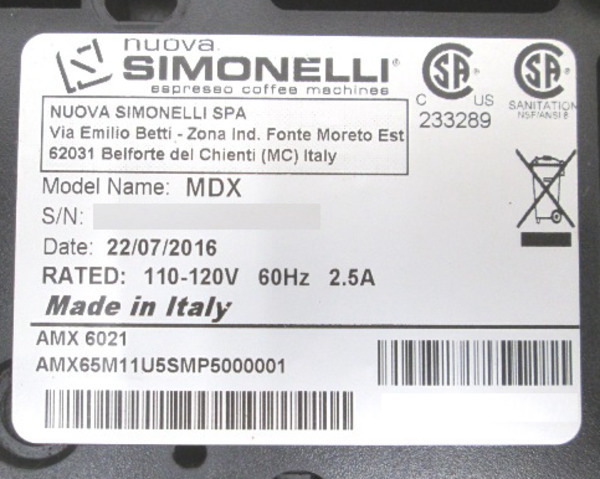 nuova
SIMONELLI®
espresso coffee machines
NUOVA SIMONELLI SPA
Via Emilio Betti - Zona Ind. Fonte Moreto Est
62031 Belforte del Chienti (MC) Italy
SA
C US
233289
SA
SANITATION
NSF/ANSI 8
Model Name: MDX
S/N:
Date: 22/07/2016
RATED: 110-120V 60Hz 2.5A
Made in Italy
AMX 6021
AMX65M11U5SMP5000001